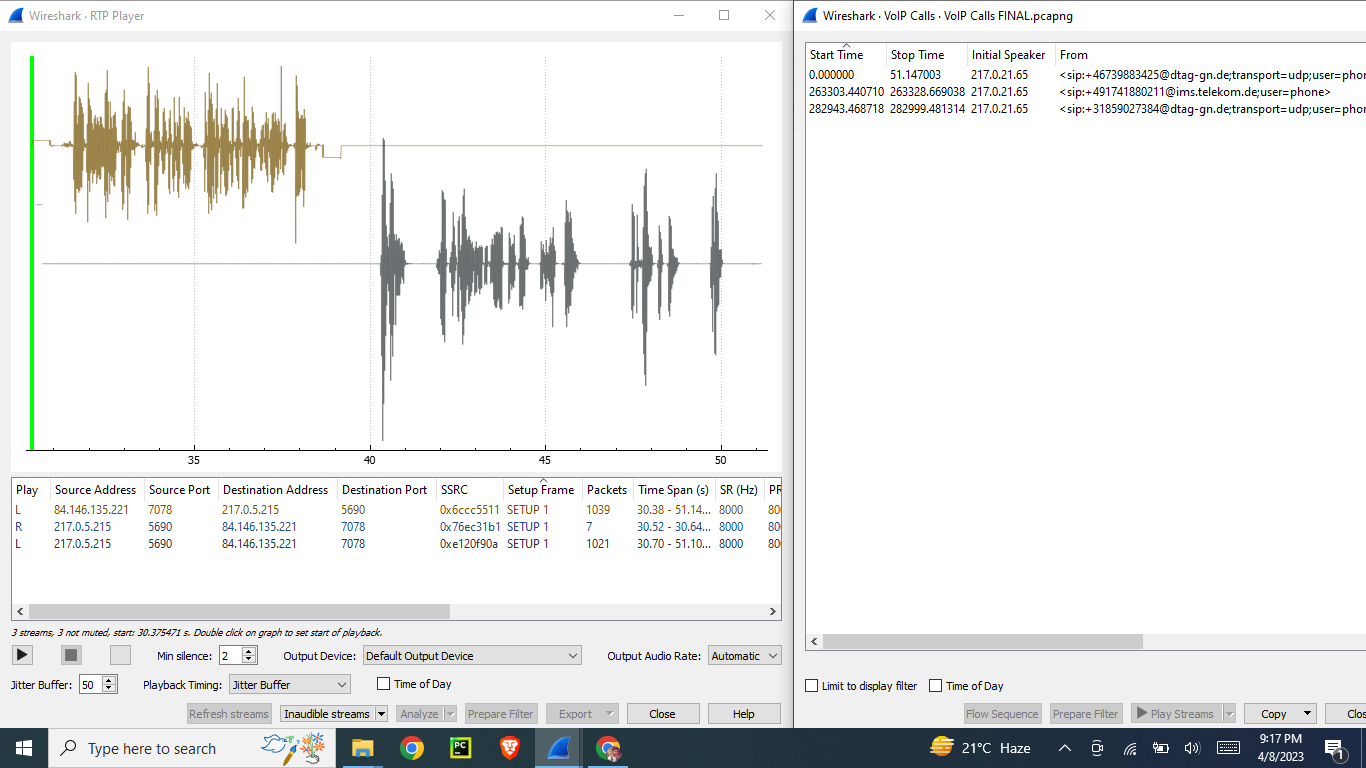 Wireshark · RTP Player
35 40 45 50
Play Source Address Source Port Destination Address Destination Port SSRC Setup Frame Packets Time Span (s) SR (Hz) PR
L 84.146.135.221 7078 217.0.5.215 5690 0x6ccc5511 SETUP 1 1039 30.38 - 51.14... 8000 800
R 217.0.5.215 5690 84.146.135.221 7078 0x76ec31b1 SETUP 1 7 30.52 - 30.64... 8000 800
L 217.0.5.215 5690 84.146.135.221 7078 0xe120f90a SETUP 1 1021 30.70 - 51.10... 8000 800
3 streams, 3 not muted, start: 30.375471 s. Double click on graph to set start of playback.
Min silence: 2 Output Device: Default Output Device Output Audio Rate: Automatic
Jitter Buffer: 50 Playback Timing: Jitter Buffer Time of Day
Refresh streams Inaudible streams Analyze Prepare Filter Export Close Help
Wireshark · VoIP Calls · VoIP Calls FINAL.pcapng
Start Time Stop Time Initial Speaker From
0.000000 51.147003 217.0.21.65 <sip:+46739883425@dtag-gn.de;transport=udp;user=phon
263303.440710 263328.669038 217.0.21.65 <sip:+491741880211@ims.telekom.de;user=phone>
282943.468718 282999.481314 217.0.21.65 <sip:+31859027384@dtag-gn.de;transport=udp;user=phon
Limit to display filter Time of Day
Flow Sequence Prepare Filter Play Streams Copy Clos
Type here to search
PC
21°C Haze
9:17 PM
4/8/2023
1